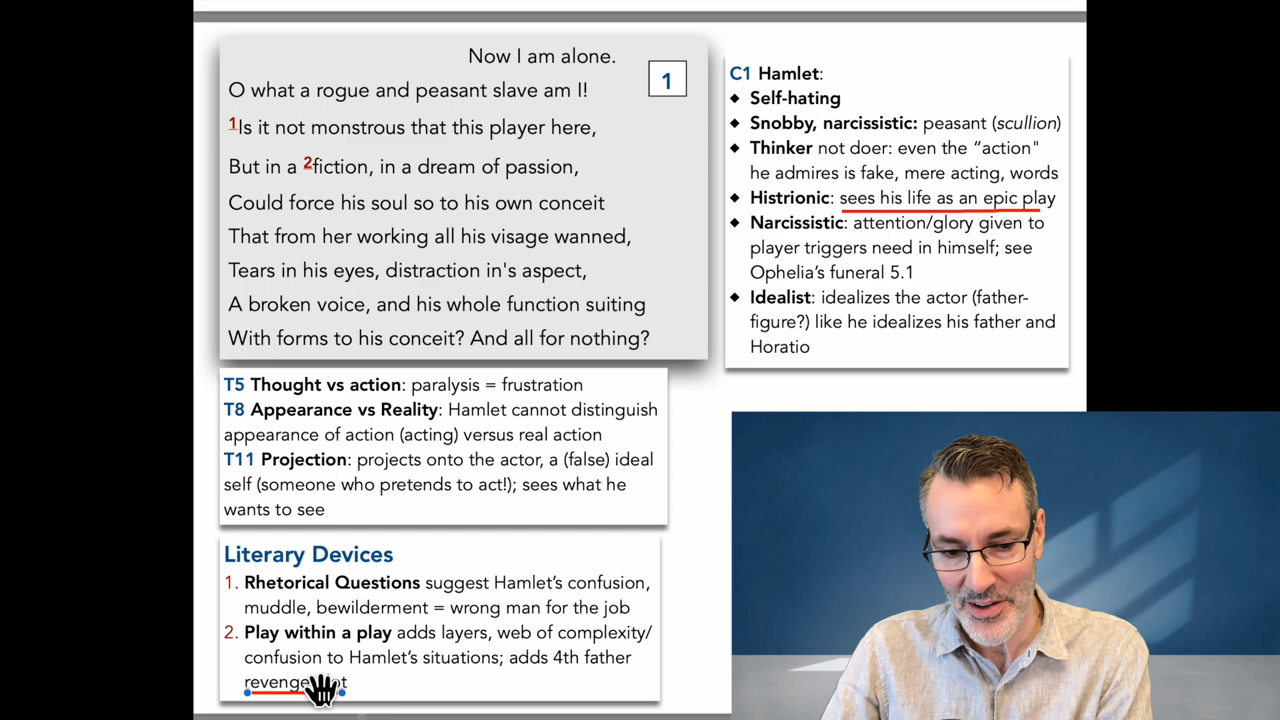 Now I am alone.
1
O what a rogue and peasant slave am I!
1Is it not monstrous that this player here,
But in a 2fiction, in a dream of passion,
Could force his soul so to his own conceit
That from her working all his visage wanned,
Tears in his eyes, distraction in's aspect,
A broken voice, and his whole function suiting
With forms to his conceit? And all for nothing?
C1 Hamlet:
◆ Self-hating
◆ Snobby, narcissistic: peasant (scullion)
◆ Thinker not doer: even the “action"
he admires is fake, mere acting, words
◆ Histrionic: sees his life as an epic play
◆ Narcissistic: attention/glory given to
player triggers need in himself; see
Ophelia’s funeral 5.1
◆ Idealist: idealizes the actor (father-
figure?) like he idealizes his father and
Horatio
T5 Thought vs action: paralysis = frustration
T8 Appearance vs Reality: Hamlet cannot distinguish
appearance of action (acting) versus real action
T11 Projection: projects onto the actor, a (false) ideal
self (someone who pretends to act!); sees what he
wants to see
Literary Devices
1. Rhetorical Questions suggest Hamlet’s confusion,
muddle, bewilderment = wrong man for the job
2. Play within a play adds layers, web of complexity/
confusion to Hamlet’s situations; adds 4th father
revenge